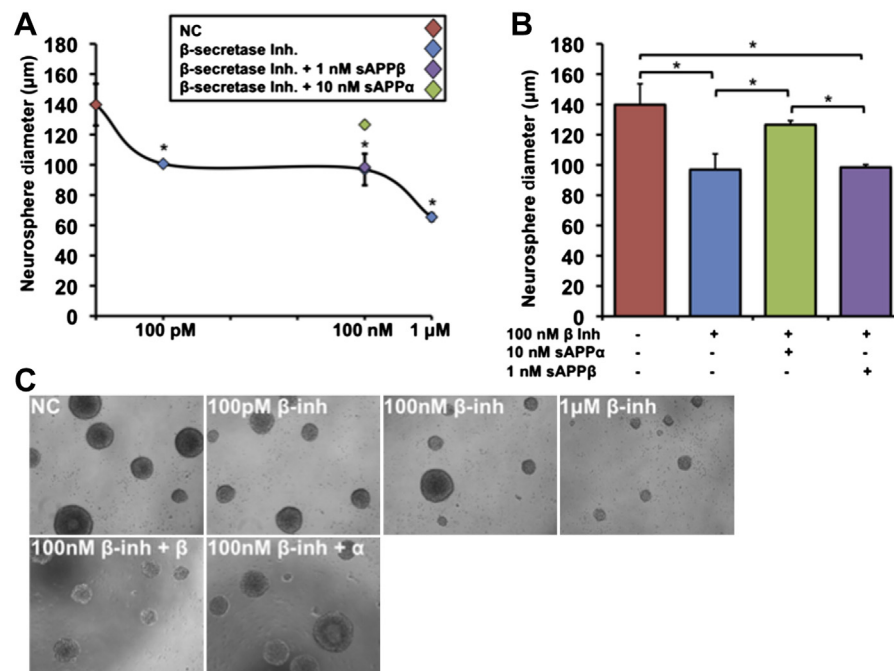 A
Neurosphere diameter (µm)
180
160
140
120
100
80
60
40
20
0
100 pM
100 nM
1 µM
NC
β-secretase Inh.
β-secretase Inh. + 1 nM sAPPβ
β-secretase Inh. + 10 nM sAPPα
*
*
*
B
Neurosphere diameter (µm)
180
160
140
120
100
80
60
40
20
0
*
*
*
*
100 nM β Inh - + + +
10 nM sAPPα - - + -
1 nM sAPPβ - - - +
C
NC
100pM β-inh
100nM β-inh
1µM β-inh
100nM β-inh + β
100nM β-inh + α